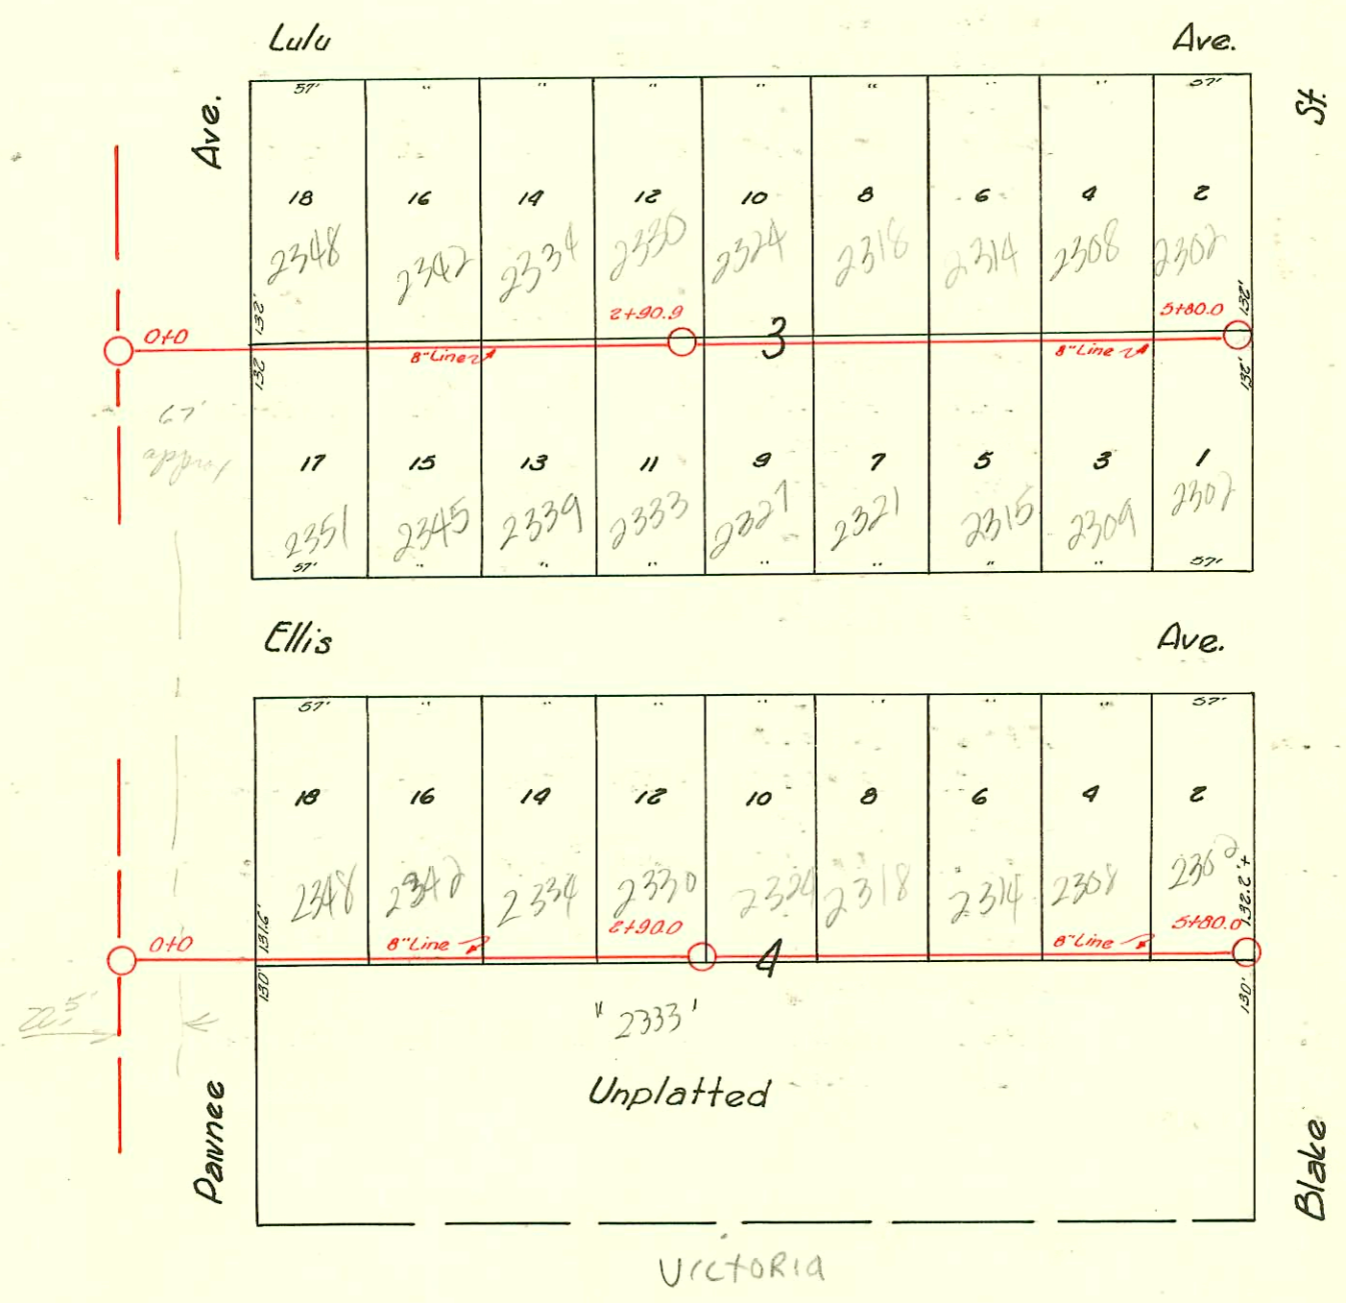 Lulu Ave.
Ave. St.
57' " " " " " " " 57'
18 16 14 12 10 8 6 4 2
2348 2342 2334 2330 2324 2318 2314 2308 2302
132' 2+90.9 5+80.0 132'
0+0 3
132' 8" Line 8" Line 132'
67'
17 15 13 11 9 7 5 3 1
2351 2345 2339 2333 2327 2321 2315 2309 2302
57' " " " " " " " 57'
Ellis Ave.
57' " " " " " " " 57'
18 16 14 12 10 8 6 4 2
2348 2342 2334 2330 2324 2318 2314 2308 2302
131.6' 2+90.0 5+80.0 132.2'+
0+0 8" Line 4 8" Line
130' 130'
22.5'
" 2333 '
Unplatted
Pawnee Blake
VICTORIA